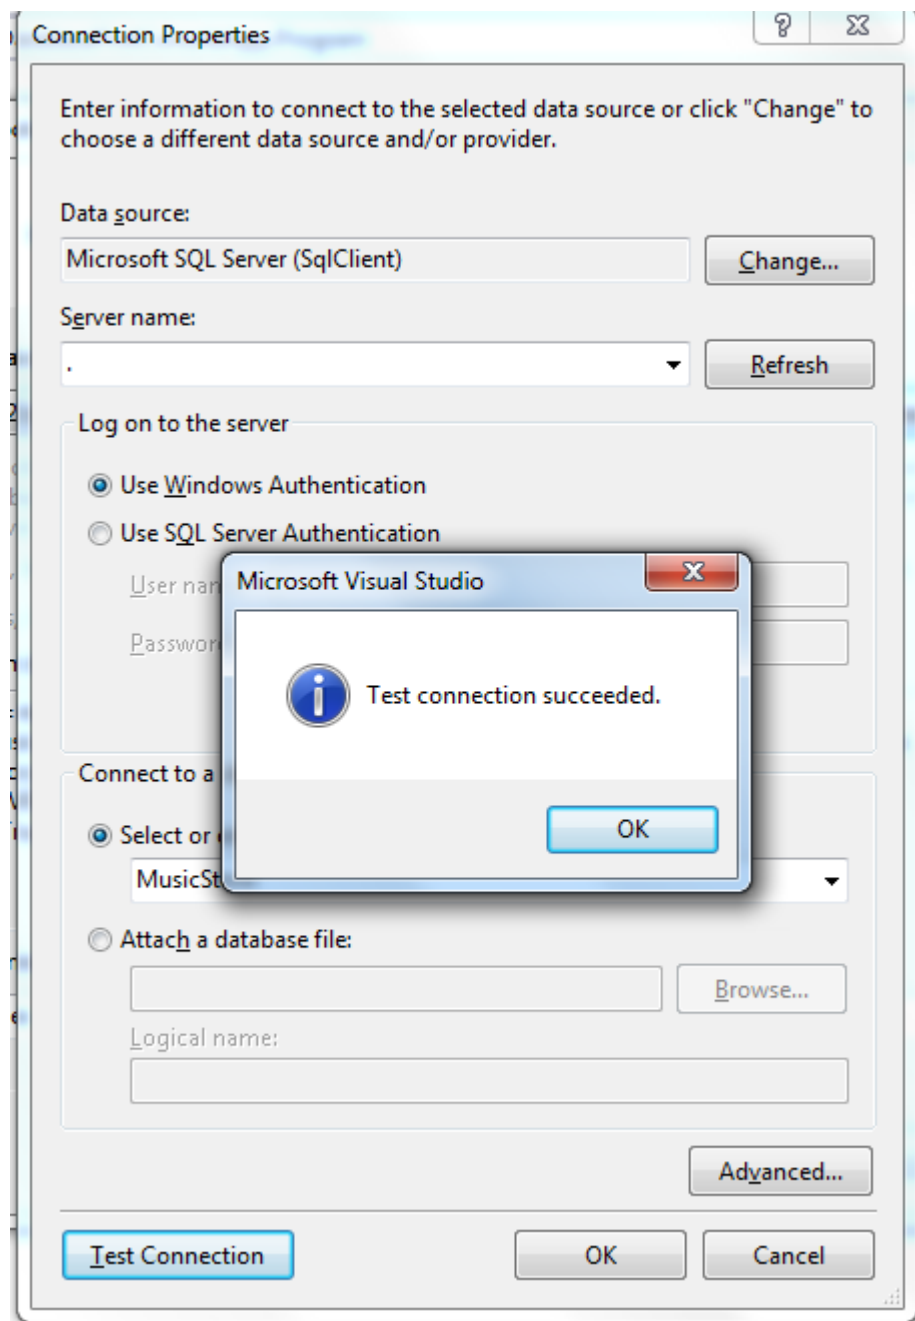 Connection Properties
Enter information to connect to the selected data source or click "Change" to
choose a different data source and/or provider.
Data source:
Microsoft SQL Server (SqlClient)
Change...
Server name:
.
Refresh
Log on to the server
Use Windows Authentication
Use SQL Server Authentication
User nam
Password
Microsoft Visual Studio
Test connection succeeded.
OK
Connect to a
Select or
MusicSt
Attach a database file:
Browse...
Logical name:
Advanced...
Test Connection
OK
Cancel